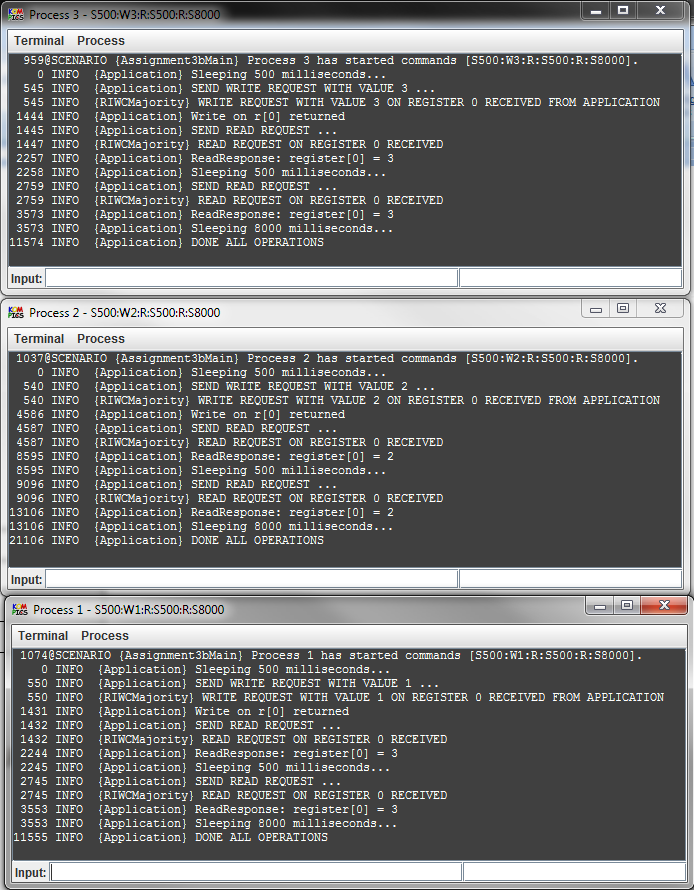 Process 3 - S500:W3:R:S500:R:S8000
Terminal Process
959@SCENARIO {Assignment3bMain} Process 3 has started commands [S500:W3:R:S500:R:S8000].
0 INFO {Application} Sleeping 500 milliseconds...
545 INFO {Application} SEND WRITE REQUEST WITH VALUE 3 ...
545 INFO {RIWCMajority} WRITE REQUEST WITH VALUE 3 ON REGISTER 0 RECEIVED FROM APPLICATION
1444 INFO {Application} Write on r[0] returned
1445 INFO {Application} SEND READ REQUEST ...
1447 INFO {RIWCMajority} READ REQUEST ON REGISTER 0 RECEIVED
2257 INFO {Application} ReadResponse: register[0] = 3
2258 INFO {Application} Sleeping 500 milliseconds...
2759 INFO {Application} SEND READ REQUEST ...
2759 INFO {RIWCMajority} READ REQUEST ON REGISTER 0 RECEIVED
3573 INFO {Application} ReadResponse: register[0] = 3
3573 INFO {Application} Sleeping 8000 milliseconds...
11574 INFO {Application} DONE ALL OPERATIONS
Input:
Process 2 - S500:W2:R:S500:R:S8000
Terminal Process
1037@SCENARIO {Assignment3bMain} Process 2 has started commands [S500:W2:R:S500:R:S8000].
0 INFO {Application} Sleeping 500 milliseconds...
540 INFO {Application} SEND WRITE REQUEST WITH VALUE 2 ...
540 INFO {RIWCMajority} WRITE REQUEST WITH VALUE 2 ON REGISTER 0 RECEIVED FROM APPLICATION
4586 INFO {Application} Write on r[0] returned
4587 INFO {Application} SEND READ REQUEST ...
4587 INFO {RIWCMajority} READ REQUEST ON REGISTER 0 RECEIVED
8595 INFO {Application} ReadResponse: register[0] = 2
8595 INFO {Application} Sleeping 500 milliseconds...
9096 INFO {Application} SEND READ REQUEST ...
9096 INFO {RIWCMajority} READ REQUEST ON REGISTER 0 RECEIVED
13106 INFO {Application} ReadResponse: register[0] = 2
13106 INFO {Application} Sleeping 8000 milliseconds...
21106 INFO {Application} DONE ALL OPERATIONS
Input:
Process 1 - S500:W1:R:S500:R:S8000
Terminal Process
1074@SCENARIO {Assignment3bMain} Process 1 has started commands [S500:W1:R:S500:R:S8000].
0 INFO {Application} Sleeping 500 milliseconds...
550 INFO {Application} SEND WRITE REQUEST WITH VALUE 1 ...
550 INFO {RIWCMajority} WRITE REQUEST WITH VALUE 1 ON REGISTER 0 RECEIVED FROM APPLICATION
1431 INFO {Application} Write on r[0] returned
1432 INFO {Application} SEND READ REQUEST ...
1432 INFO {RIWCMajority} READ REQUEST ON REGISTER 0 RECEIVED
2244 INFO {Application} ReadResponse: register[0] = 3
2245 INFO {Application} Sleeping 500 milliseconds...
2745 INFO {Application} SEND READ REQUEST ...
2745 INFO {RIWCMajority} READ REQUEST ON REGISTER 0 RECEIVED
3553 INFO {Application} ReadResponse: register[0] = 3
3553 INFO {Application} Sleeping 8000 milliseconds...
11555 INFO {Application} DONE ALL OPERATIONS
Input: